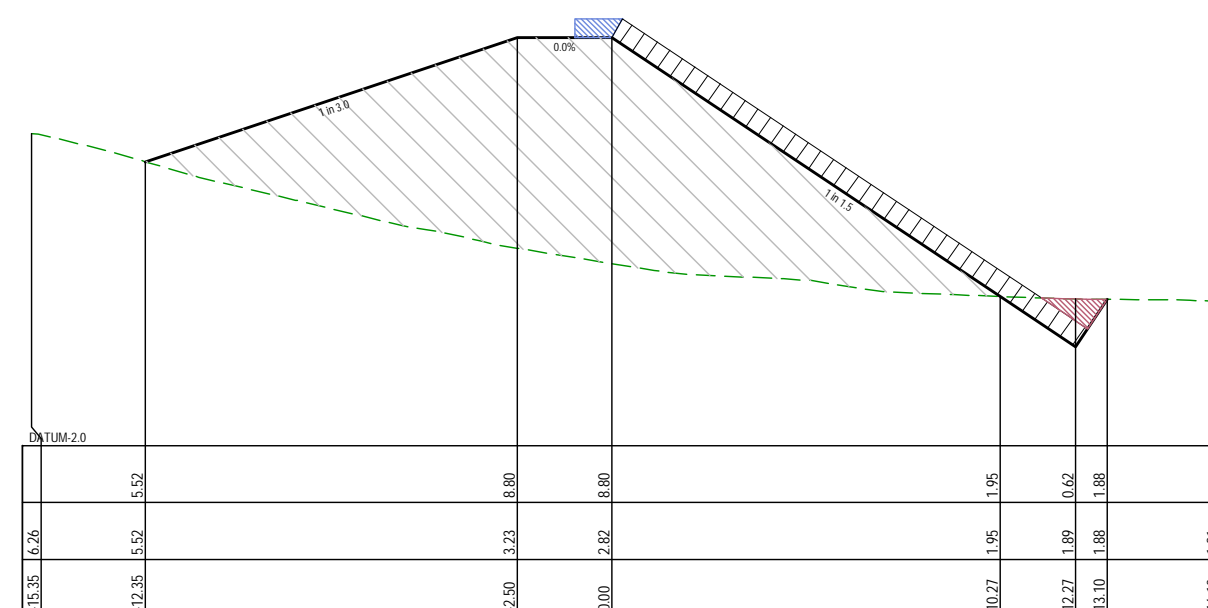 0.0%
1 in 3.0
1 in 1.5
DATUM-2.0
5.52 8.80 8.80 1.95 0.62 1.88
6.26 5.52 3.23 2.82 1.95 1.89 1.88
-15.35 -12.35 2.50 0.00 10.27 12.27 13.10